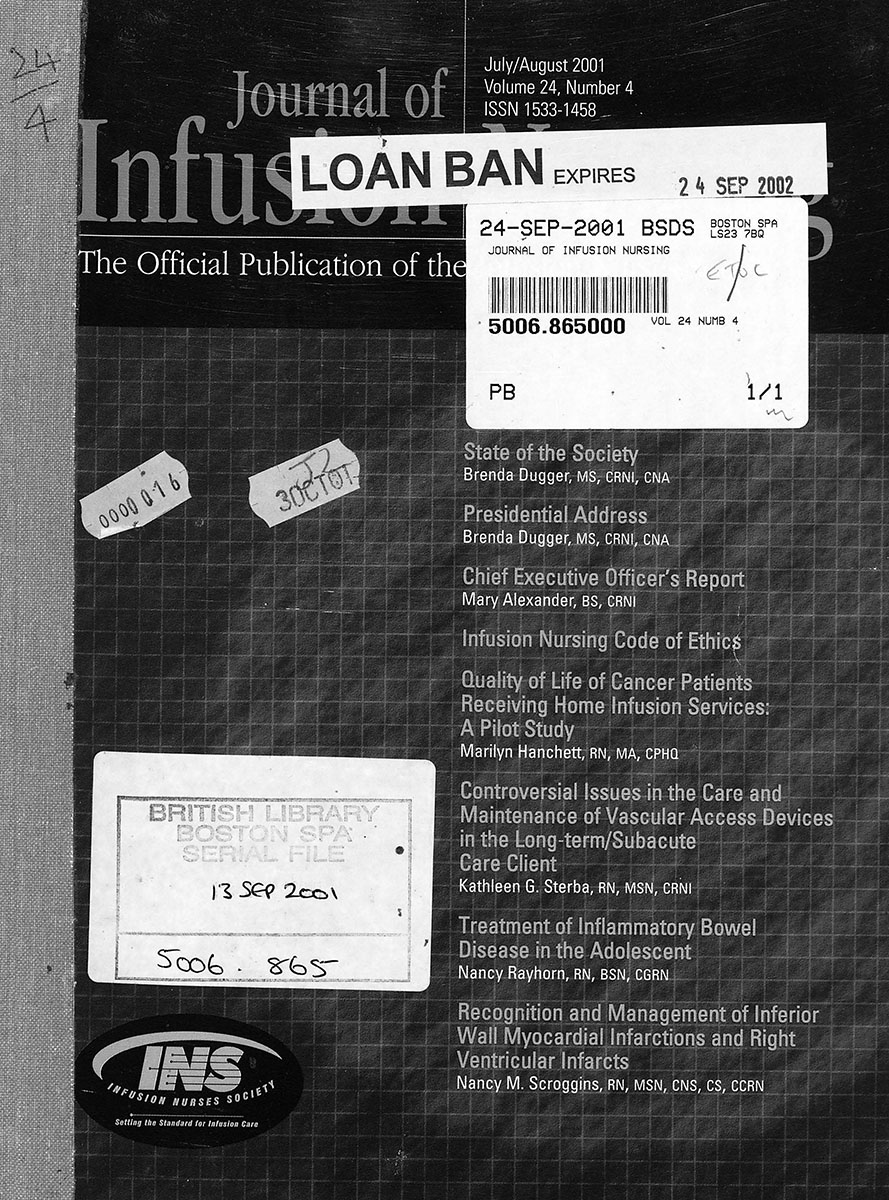 24
4
Journal of
July/August 2001
Volume 24, Number 4
ISSN 1533-1458
Infusion N g
LOAN BAN EXPIRES 24 SEP 2002
The Official Publication of the
24-SEP-2001 BSDS BOSTON SPA
LS23 7BQ
JOURNAL OF INFUSION NURSING
ETOC
5006.865000 VOL 24 NUMB 4
PB 1/1
0000016
J2
3OCT01
State of the Society
Brenda Dugger, MS, CRNI, CNA
Presidential Address
Brenda Dugger, MS, CRNI, CNA
Chief Executive Officer's Report
Mary Alexander, BS, CRNI
Infusion Nursing Code of Ethics
Quality of Life of Cancer Patients
Receiving Home Infusion Services:
A Pilot Study
Marilyn Hanchett, RN, MA, CPHQ
Controversial Issues in the Care and
Maintenance of Vascular Access Devices
in the Long-term/Subacute
Care Client
Kathleen G. Sterba, RN, MSN, CRNI
Treatment of Inflammatory Bowel
Disease in the Adolescent
Nancy Rayhorn, RN, BSN, CGRN
Recognition and Management of Inferior
Wall Myocardial Infarctions and Right
Ventricular Infarcts
Nancy M. Scroggins, RN, MSN, CNS, CS, CCRN
BRITISH LIBRARY
BOSTON SPA
SERIAL FILE
13 SEP 2001
5006. 865
INS
INFUSION NURSES SOCIETY
Setting the Standard for Infusion Care